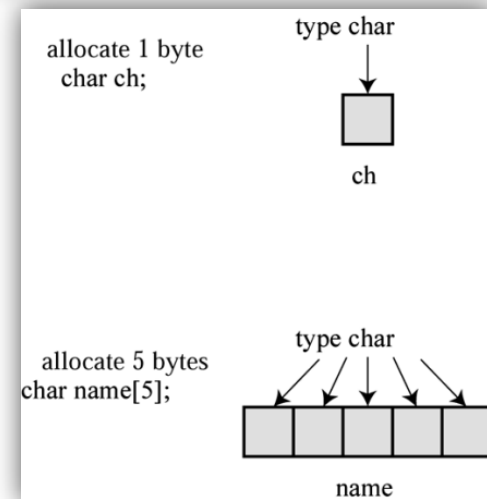 type char
allocate 1 byte
char ch;
ch
type char
allocate 5 bytes
char name[5];
name